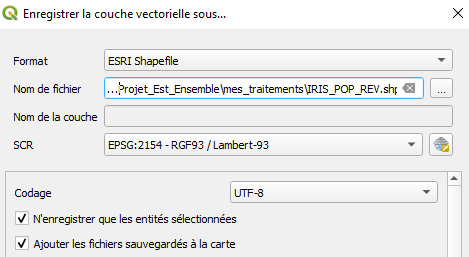 Enregistrer la couche vectorielle sous...
Format ESRI Shapefile
Nom de fichier ...Projet_Est_Ensemble\mes_traitements\IRIS_POP_REV.shp ...
Nom de la couche
SCR EPSG:2154 - RGF93 / Lambert-93
Codage UTF-8
N'enregistrer que les entités sélectionnées
Ajouter les fichiers sauvegardés à la carte